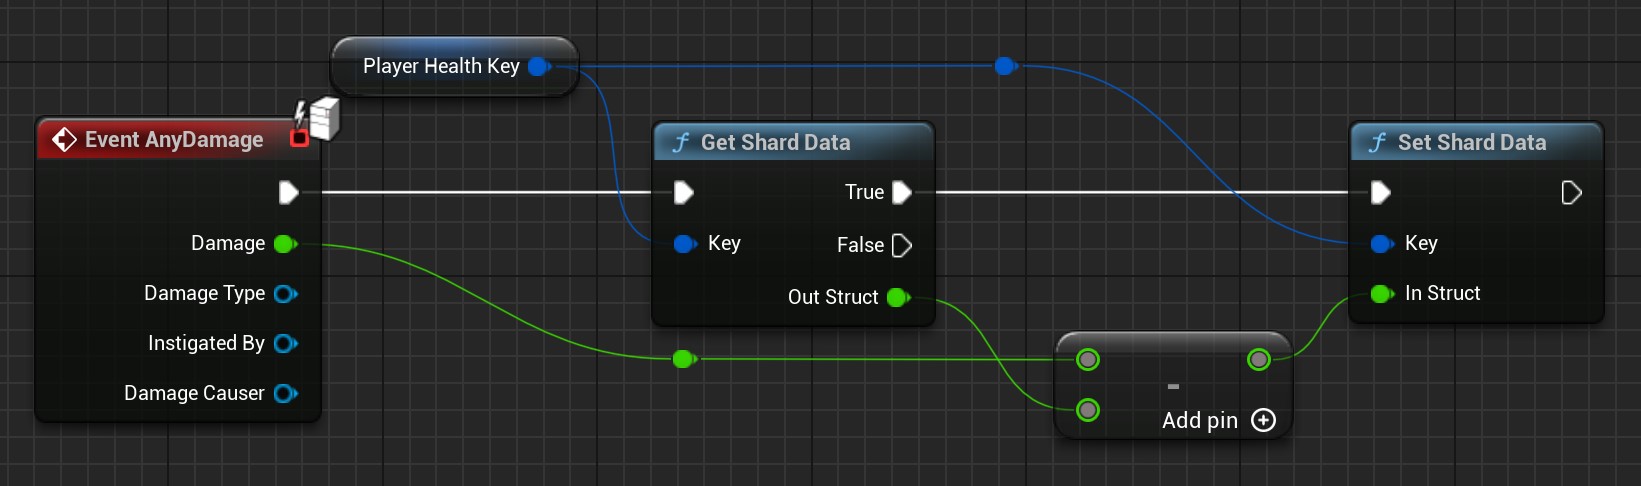 Player Health Key
Event AnyDamage
Damage
Damage Type
Instigated By
Damage Causer
Get Shard Data
True
Key
False
Out Struct
-
Add pin
Set Shard Data
Key
In Struct